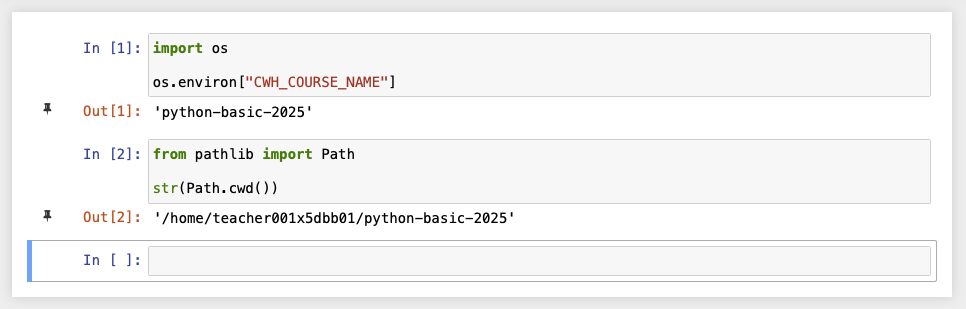 In [1]: import os
os.environ["CWH_COURSE_NAME"]
Out[1]: 'python-basic-2025'
In [2]: from pathlib import Path
str(Path.cwd())
Out[2]: '/home/teacher001x5dbb01/python-basic-2025'
In [ ]: